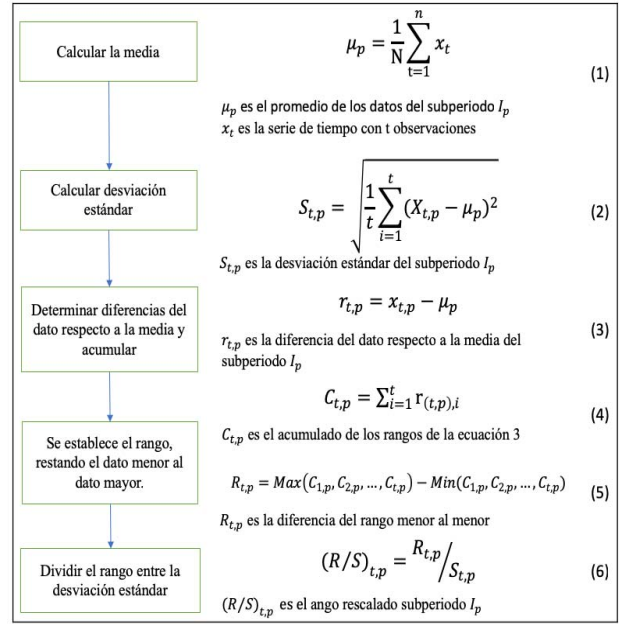 Calcular la media
μ_p = 1/N ∑_{t=1}^{n} x_t
(1)
μ_p es el promedio de los datos del subperiodo I_p
x_t es la serie de tiempo con t observaciones
Calcular desviación
estándar
S_{t,p} = √(1/t ∑_{i=1}^{t} (X_{t,p} − μ_p)²)
(2)
S_{t,p} es la desviación estándar del subperiodo I_p
Determinar diferencias del
dato respecto a la media y
acumular
r_{t,p} = x_{t,p} − μ_p
(3)
r_{t,p} es la diferencia del dato respecto a la media del
subperiodo I_p
C_{t,p} = ∑_{i=1}^{t} r_{(t,p),i}
(4)
C_{t,p} es el acumulado de los rangos de la ecuación 3
Se establece el rango,
restando el dato menor al
dato mayor.
R_{t,p} = Max(C_{1,p}, C_{2,p}, ..., C_{t,p}) − Min(C_{1,p}, C_{2,p}, ..., C_{t,p})
(5)
R_{t,p} es la diferencia del rango menor al menor
Dividir el rango entre la
desviación estándar
(R/S)_{t,p} = R_{t,p}/S_{t,p}
(6)
(R/S)_{t,p} es el ango rescalado subperiodo I_p